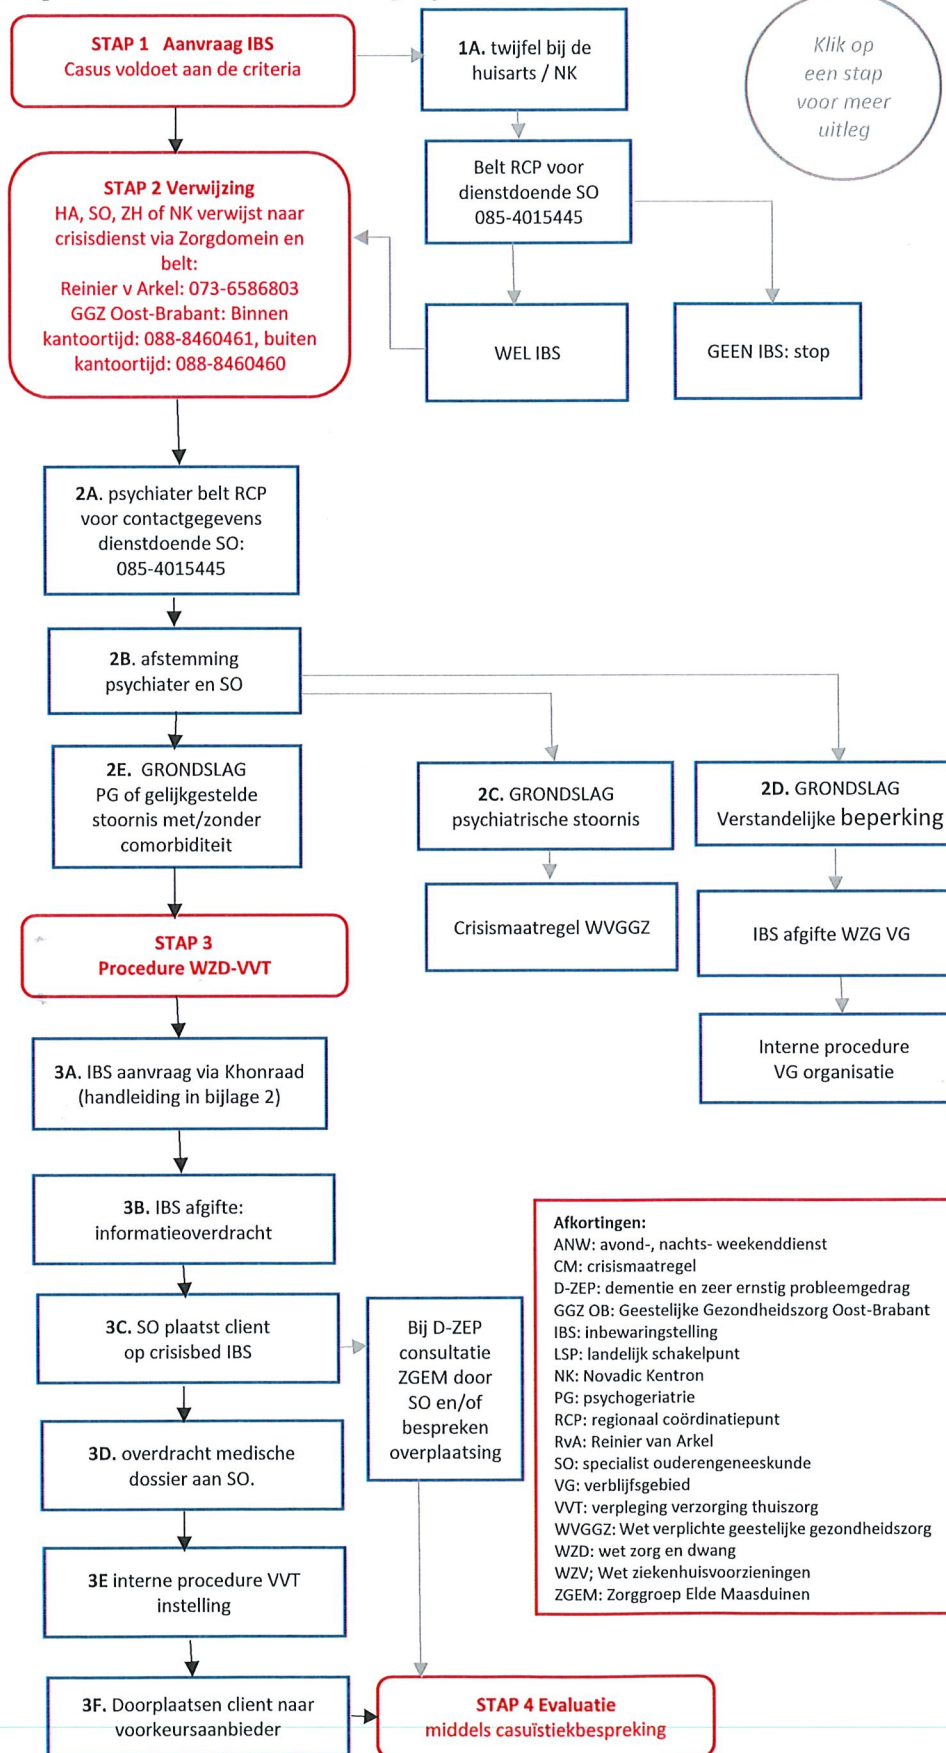 STAP 1 Aanvraag IBS
Casus voldoet aan de criteria
1A. twijfel bij de
huisarts / NK
Klik op
een stap
voor meer
uitleg
Belt RCP voor
dienstdoende SO
085-4015445
STAP 2 Verwijzing
HA, SO, ZH of NK verwijst naar
crisisdienst via Zorgdomein en
belt:
Reinier v Arkel: 073-6586803
GGZ Oost-Brabant: Binnen
kantoortijd: 088-8460461, buiten
kantoortijd: 088-8460460
WEL IBS
GEEN IBS: stop
2A. psychiater belt RCP
voor contactgegevens
dienstdoende SO:
085-4015445
2B. afstemming
psychiater en SO
2E. GRONDSLAG
PG of gelijkgestelde
stoornis met/zonder
comorbiditeit
2C. GRONDSLAG
psychiatrische stoornis
2D. GRONDSLAG
Verstandelijke beperking
Crisismaatregel WVGGZ
IBS afgifte WZG VG
Interne procedure
VG organisatie
STAP 3
Procedure WZD-VVT
3A. IBS aanvraag via Khonraad
(handleiding in bijlage 2)
3B. IBS afgifte:
informatieoverdracht
3C. SO plaatst client
op crisisbed IBS
Bij D-ZEP
consultatie
ZGEM door
SO en/of
bespreken
overplaatsing
3D. overdracht medische
dossier aan SO.
3E interne procedure VVT
instelling
3F. Doorplaatsen client naar
voorkeursaanbieder
STAP 4 Evaluatie
middels casuïstiekbespreking
Afkortingen:
ANW: avond-, nachts- weekenddienst
CM: crisismaatregel
D-ZEP: dementie en zeer ernstig probleemgedrag
GGZ OB: Geestelijke Gezondheidszorg Oost-Brabant
IBS: inbewaringstelling
LSP: landelijk schakelpunt
NK: Novadic Kentron
PG: psychogeriatrie
RCP: regionaal coördinatiepunt
RvA: Reinier van Arkel
SO: specialist ouderengeneeskunde
VG: verblijfsgebied
VVT: verpleging verzorging thuiszorg
WVGGZ: Wet verplichte geestelijke gezondheidszorg
WZD: wet zorg en dwang
WZV; Wet ziekenhuisvoorzieningen
ZGEM: Zorggroep Elde Maasduinen